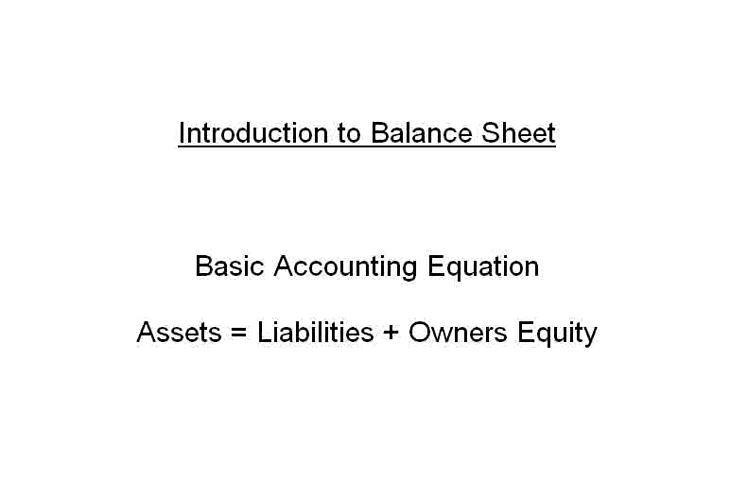 Introduction to Balance Sheet
Basic Accounting Equation
Assets = Liabilities + Owners Equity